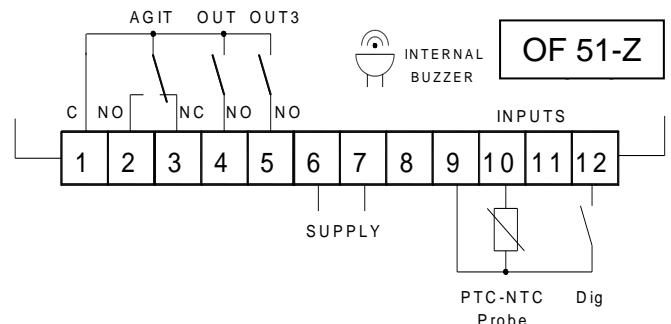 AGIT OUT OUT3
INTERNAL
BUZZER
OF 51-Z
C NO NC NO NO
INPUTS
1 2 3 4 5 6 7 8 9 10 11 12
SUPPLY
PTC-NTC
Probe
Dig